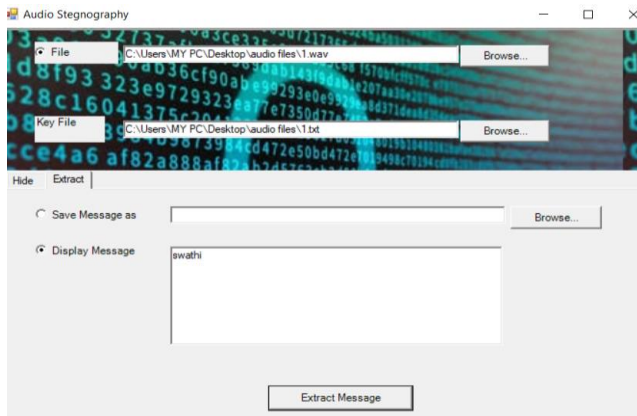 Audio Stegnography
File C:\Users\MY PC\Desktop\audio files\1.wav Browse...
Key File C:\Users\MY PC\Desktop\audio files\1.txt Browse...
Hide Extract
Save Message as Browse...
Display Message swathi
Extract Message